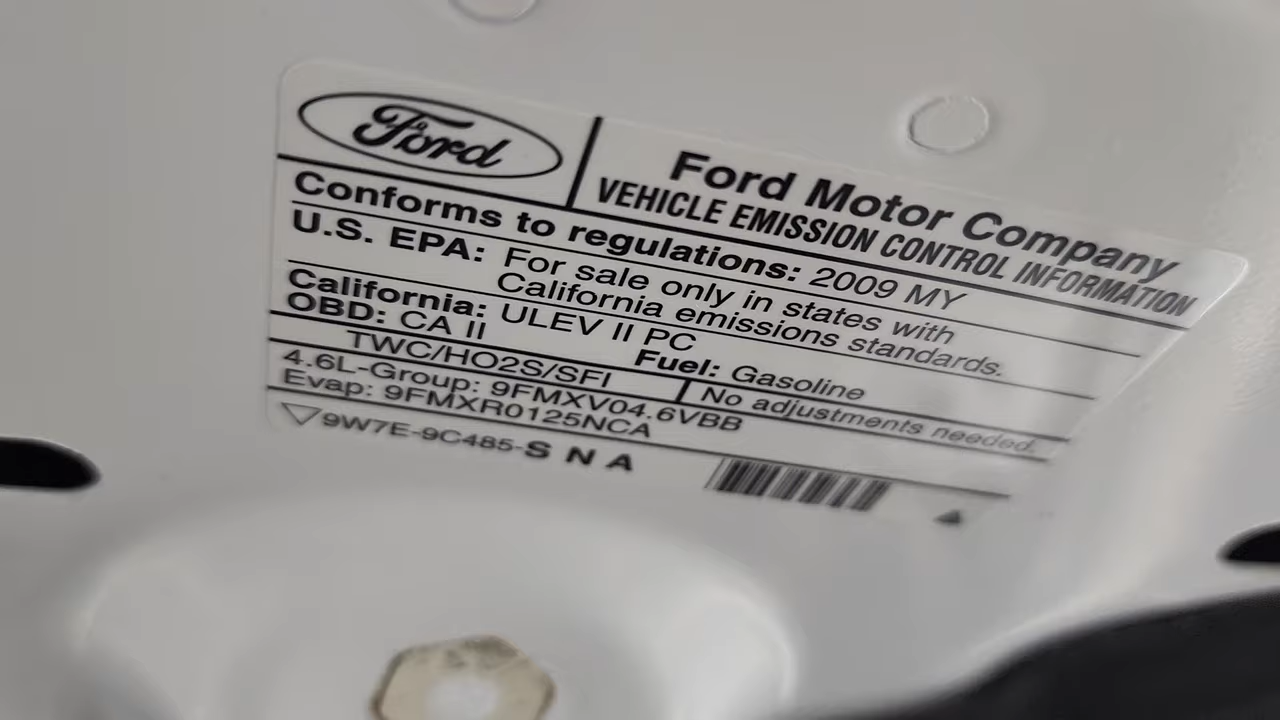 Ford
Ford Motor Company
VEHICLE EMISSION CONTROL INFORMATION
Conforms to regulations: 2009 MY
U.S. EPA: For sale only in states with
California emissions standards.
California: ULEV II PC
OBD: CA II
Fuel: Gasoline
TWC/HO2S/SFI
No adjustments needed.
4.6L-Group: 9FMXV04.6VBB
Evap: 9FMXR0125NCA
9W7E-9C485-S N A